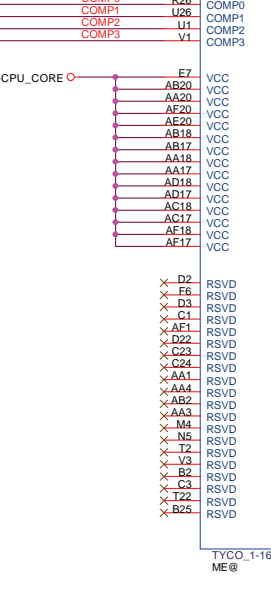 R26 COMP0
COMP1 U26 COMP1
COMP2 U1 COMP2
COMP3 V1 COMP3
CPU_CORE E7 VCC
AB20 VCC
AA20 VCC
AF20 VCC
AE20 VCC
AB18 VCC
AB17 VCC
AA18 VCC
AA17 VCC
AD18 VCC
AD17 VCC
AC18 VCC
AC17 VCC
AF18 VCC
AF17 VCC
D2 RSVD
F6 RSVD
D3 RSVD
C1 RSVD
AF1 RSVD
D22 RSVD
C23 RSVD
C24 RSVD
AA1 RSVD
AA4 RSVD
AB2 RSVD
AA3 RSVD
M4 RSVD
N5 RSVD
T2 RSVD
V3 RSVD
B2 RSVD
C3 RSVD
T22 RSVD
B25 RSVD
TYCO_1-16
ME@